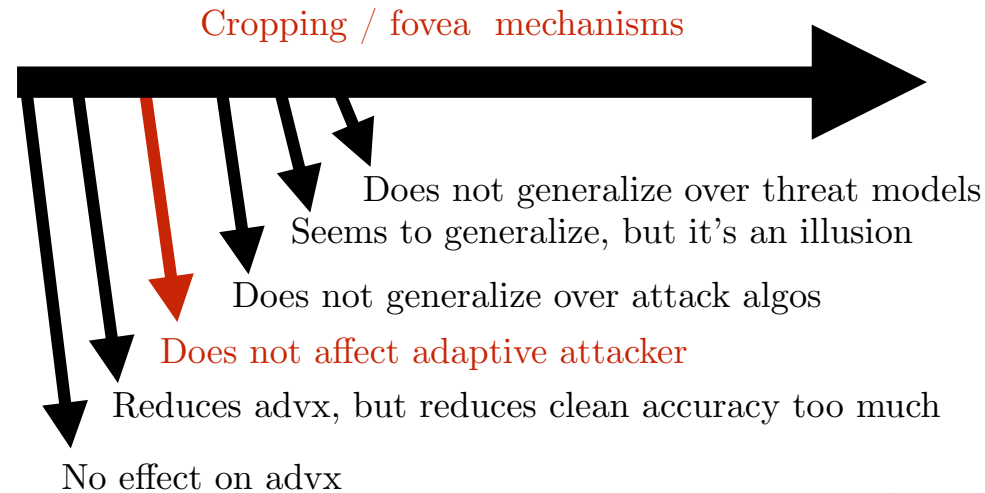 Cropping / fovea mechanisms
Does not generalize over threat models
Seems to generalize, but it's an illusion
Does not generalize over attack algos
Does not affect adaptive attacker
Reduces advx, but reduces clean accuracy too much
No effect on advx